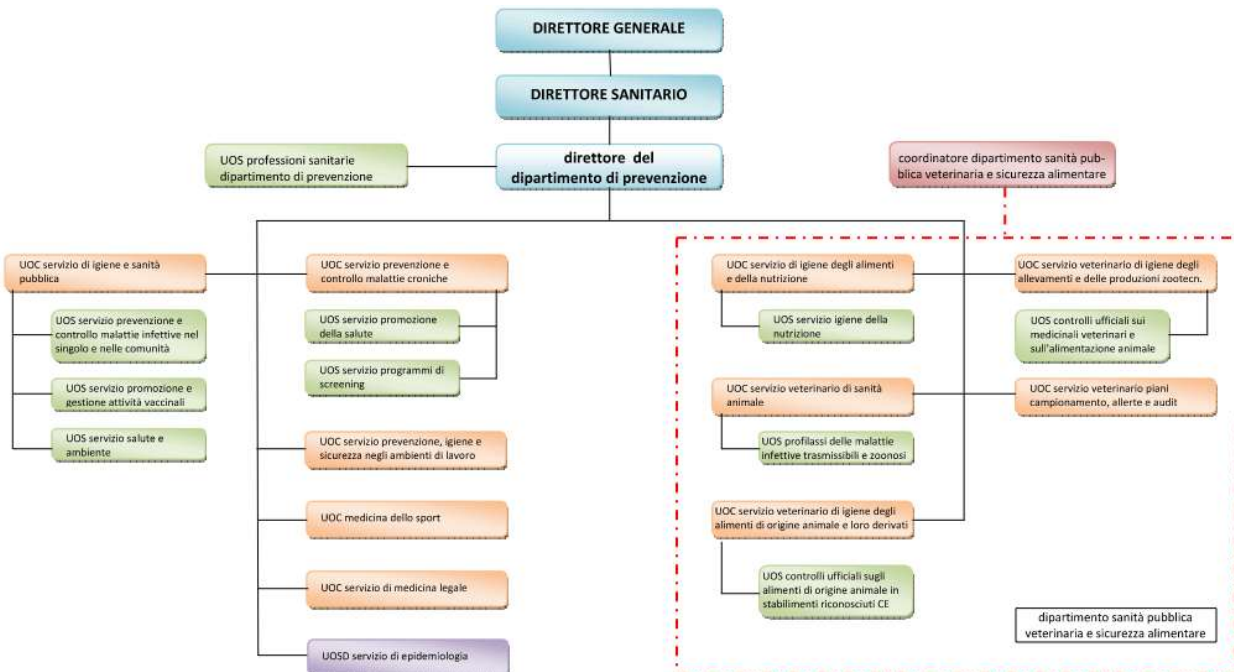 DIRETTORE GENERALE
DIRETTORE SANITARIO
direttore del
dipartimento di prevenzione
UOS professioni sanitarie
dipartimento di prevenzione
coordinatore dipartimento sanità pub-
blica veterinaria e sicurezza alimentare
UOC servizio di igiene e sanità
pubblica
UOS servizio prevenzione e
controllo malattie infettive nel
singolo e nelle comunità
UOS servizio promozione e
gestione attività vaccinali
UOS servizio salute e
ambiente
UOC servizio prevenzione e
controllo malattie croniche
UOS servizio promozione
della salute
UOS servizio programmi di
screening
UOC servizio prevenzione, igiene e
sicurezza negli ambienti di lavoro
UOC medicina dello sport
UOC servizio di medicina legale
UOSD servizio di epidemiologia
UOC servizio di igiene degli alimenti
e della nutrizione
UOS servizio igiene della
nutrizione
UOC servizio veterinario di sanità
animale
UOS profilassi delle malattie
infettive trasmissibili e zoonosi
UOC servizio veterinario di igiene degli
alimenti di origine animale e loro derivati
UOS controlli ufficiali sugli
alimenti di origine animale in
stabilimenti riconosciuti CE
UOC servizio veterinario di igiene degli
allevamenti e delle produzioni zootecn.
UOS controlli ufficiali sui
medicinali veterinari e
sull'alimentazione animale
UOC servizio veterinario piani
campionamento, allerte e audit
dipartimento sanità pubblica
veterinaria e sicurezza alimentare